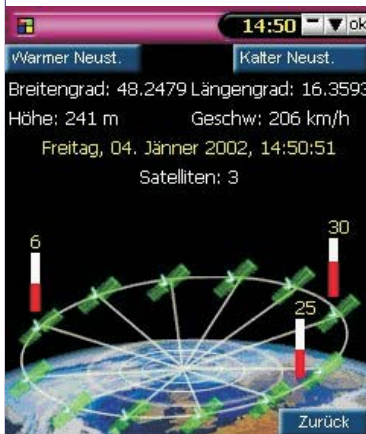 14:50 ok
Warmer Neust. Kalter Neust.
Breitengrad: 48.2479 Längengrad: 16.3593
Höhe: 241 m Geschw: 206 km/h
Freitag, 04. Jänner 2002, 14:50:51
Satelliten: 3
30
6
25
Zurück